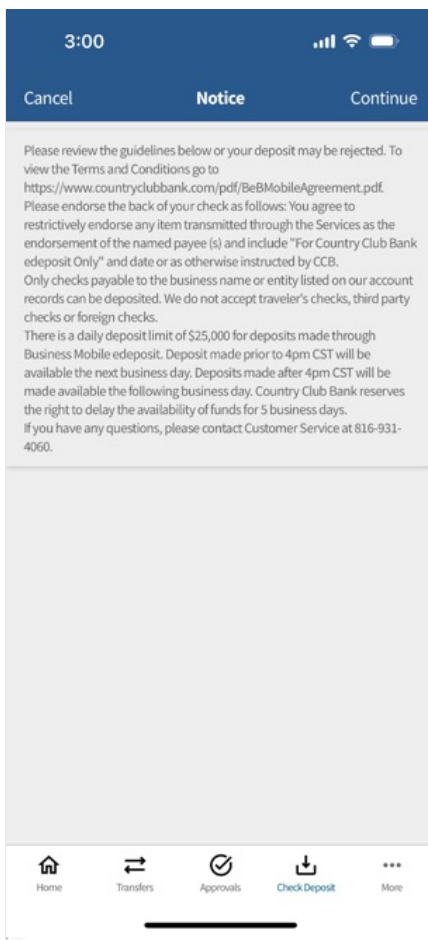 3:00
Cancel Notice Continue
Please review the guidelines below or your deposit may be rejected. To
view the Terms and Conditions go to
https://www.countryclubbank.com/pdf/BeBMobileAgreement.pdf.
Please endorse the back of your check as follows: You agree to
restrictively endorse any item transmitted through the Services as the
endorsement of the named payee (s) and include "For Country Club Bank
edeposit Only" and date or as otherwise instructed by CCB.
Only checks payable to the business name or entity listed on our account
records can be deposited. We do not accept traveler's checks, third party
checks or foreign checks.
There is a daily deposit limit of $25,000 for deposits made through
Business Mobile edeposit. Deposit made prior to 4pm CST will be
available the next business day. Deposits made after 4pm CST will be
made available the following business day. Country Club Bank reserves
the right to delay the availability of funds for 5 business days.
If you have any questions, please contact Customer Service at 816-931-
4060.
Home Transfers Approvals Check Deposit More